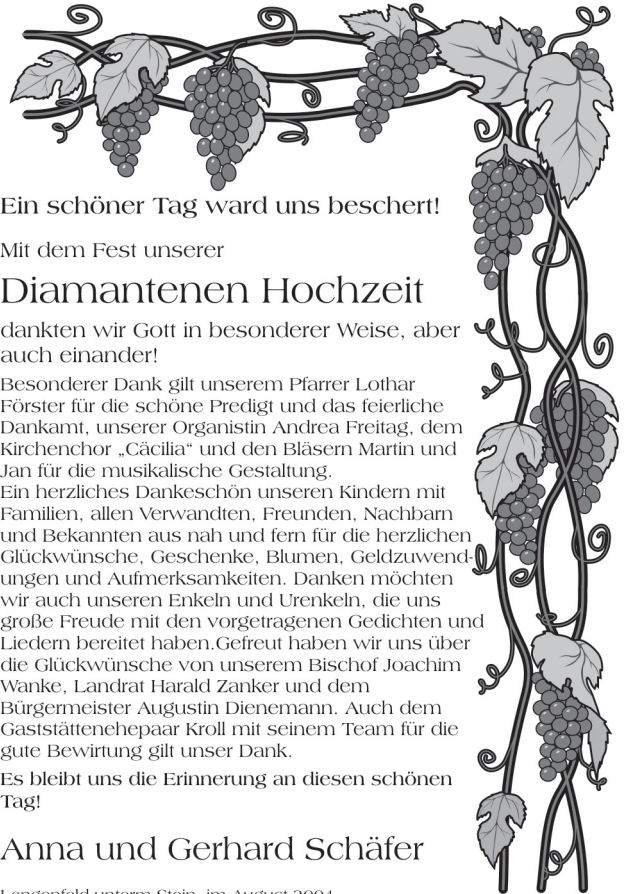 Ein schöner Tag ward uns beschert!
Mit dem Fest unserer
Diamantenen Hochzeit
dankten wir Gott in besonderer Weise, aber
auch einander!
Besonderer Dank gilt unserem Pfarrer Lothar
Förster für die schöne Predigt und das feierliche
Dankamt, unserer Organistin Andrea Freitag, dem
Kirchenchor „Cäcilia“ und den Bläsern Martin und
Jan für die musikalische Gestaltung.
Ein herzliches Dankeschön unseren Kindern mit
Familien, allen Verwandten, Freunden, Nachbarn
und Bekannten aus nah und fern für die herzlichen
Glückwünsche, Geschenke, Blumen, Geldzuwend-
ungen und Aufmerksamkeiten. Danken möchten
wir auch unseren Enkeln und Urenkeln, die uns
große Freude mit den vorgetragenen Gedichten und
Liedern bereitet haben.Gefreut haben wir uns über
die Glückwünsche von unserem Bischof Joachim
Wanke, Landrat Harald Zanker und dem
Bürgermeister Augustin Dienemann. Auch dem
Gaststättenehepaar Kroll mit seinem Team für die
gute Bewirtung gilt unser Dank.
Es bleibt uns die Erinnerung an diesen schönen
Tag!
Anna und Gerhard Schäfer
Lengenfeld unterm Stein, im August 2004